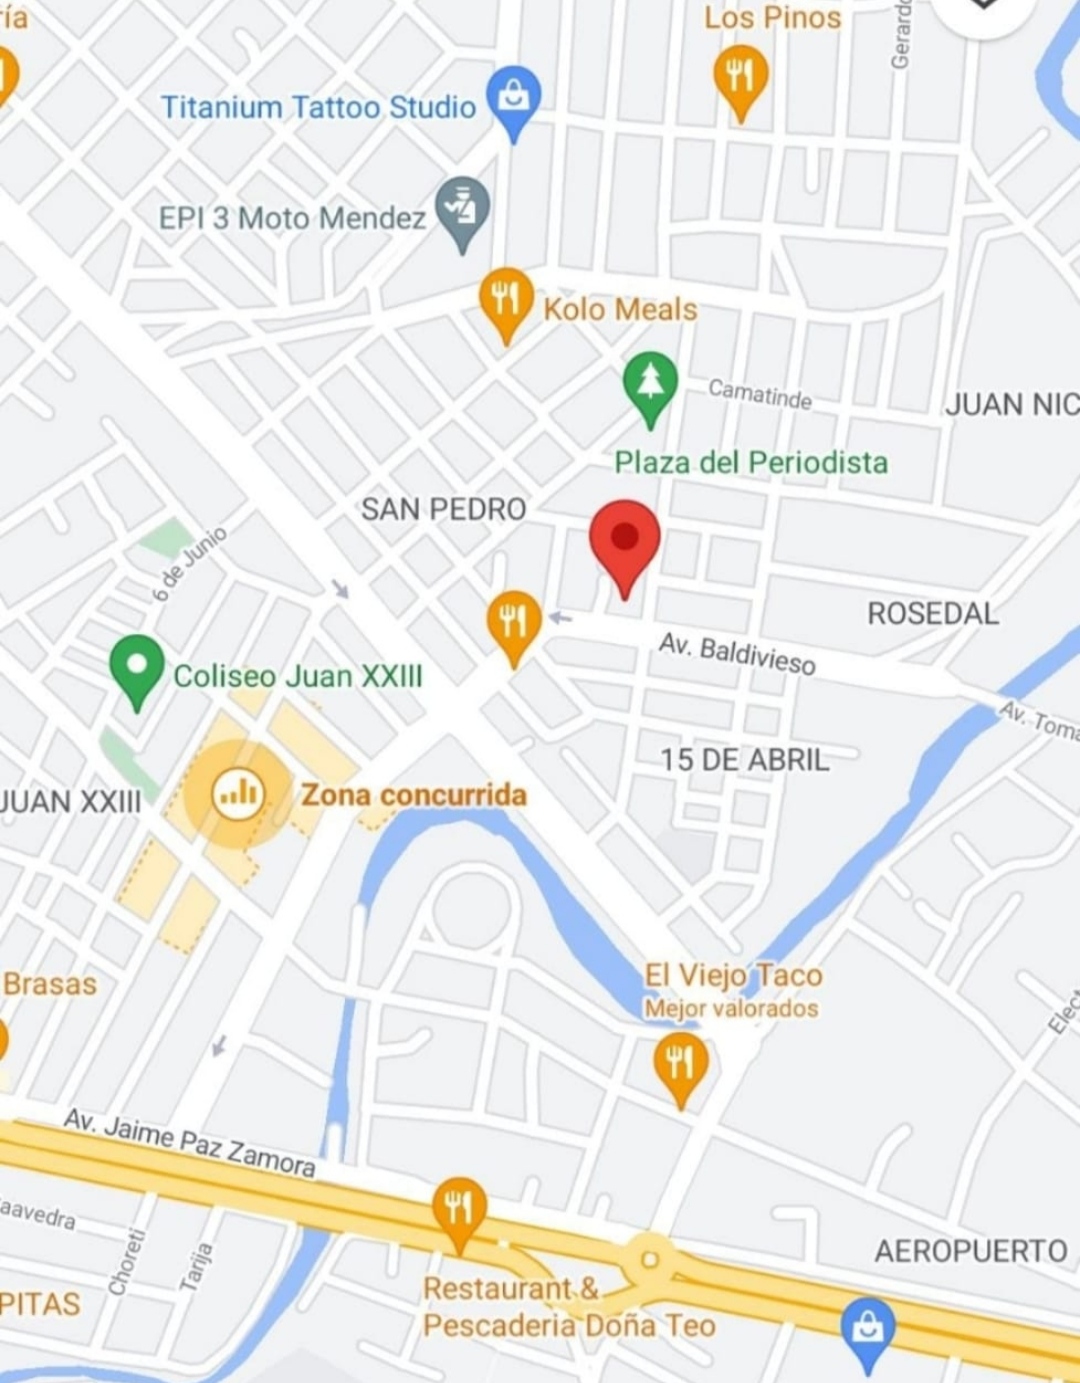 ía
Los Pinos
Gerardo
Titanium Tattoo Studio
EPI 3 Moto Mendez
Kolo Meals
Camatinde
JUAN NIC
Plaza del Periodista
SAN PEDRO
6 de Junio
ROSEDAL
Av. Baldivieso
Coliseo Juan XXIII
Av. Toma
15 DE ABRIL
JUAN XXIII
Zona concurrida
El Viejo Taco
Mejor valorados
Brasas
Elect
Av. Jaime Paz Zamora
aavedra
Choreti
Tarija
AEROPUERTO
PITAS
Restaurant &
Pescaderia Doña Teo